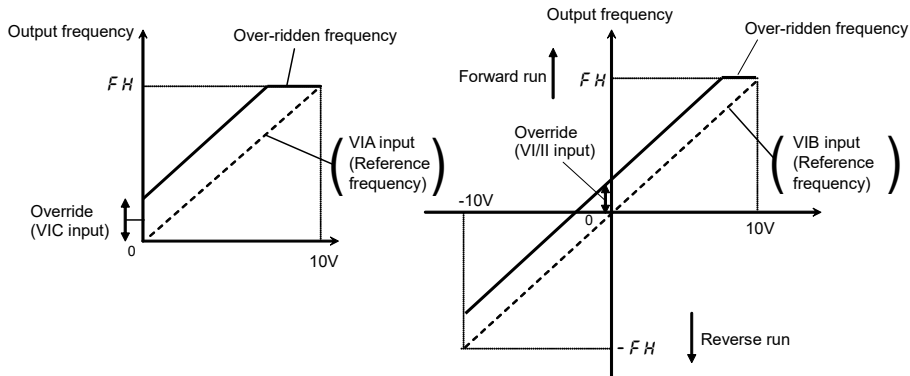 Output frequency
Over-ridden frequency
FH
VIA input
(Reference
frequency)
Override
(VIC input)
0
10V
Output frequency
Over-ridden frequency
Forward run
FH
Override
(VI/II input)
VIB input
(Reference
frequency)
-10V
0
10V
-FH
Reverse run